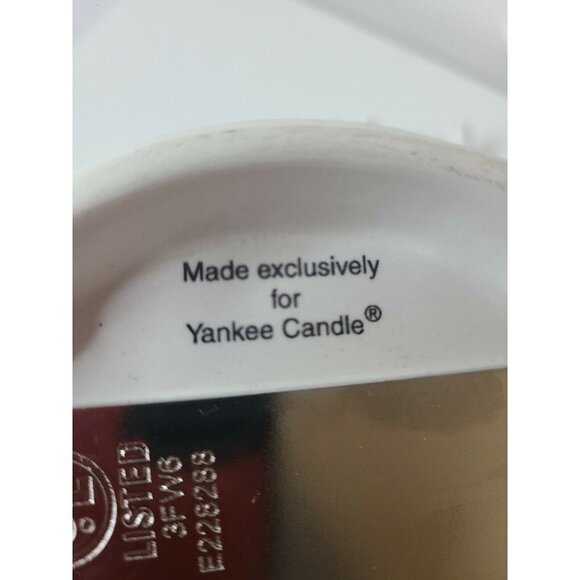 Made exclusively
for
Yankee Candle®
LISTED
3FW6
E228288